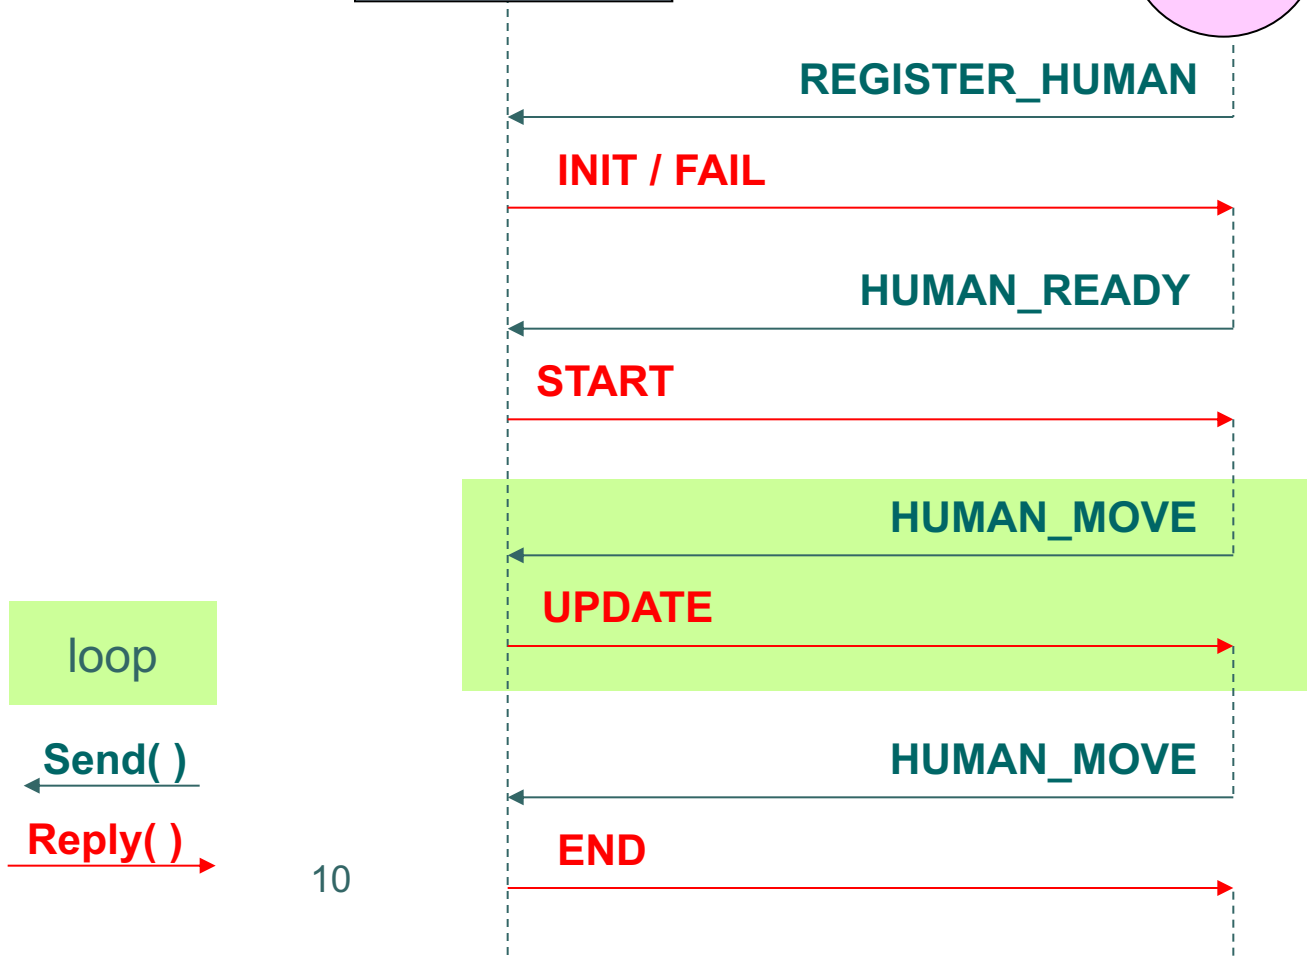 REGISTER_HUMAN
INIT / FAIL
HUMAN_READY
START
HUMAN_MOVE
UPDATE
loop
Send( )
HUMAN_MOVE
Reply( )
END
10